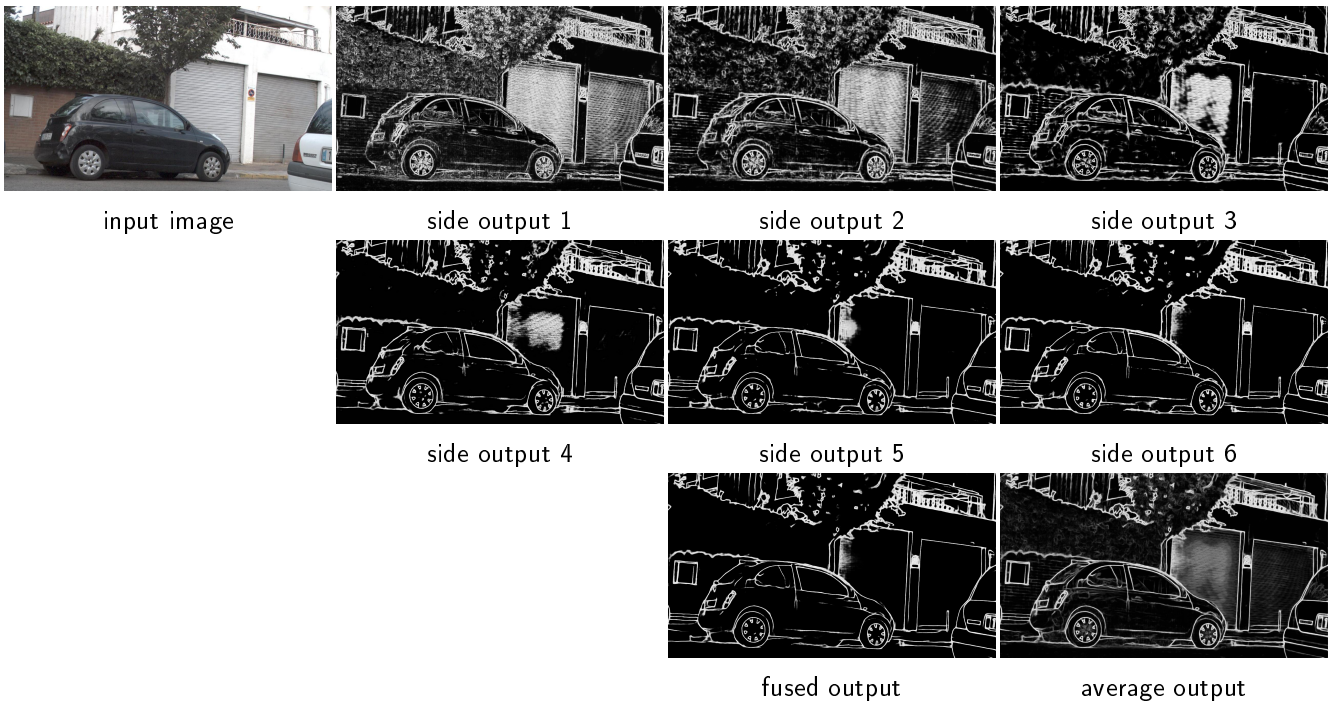 input image
side output 1
side output 2
side output 3
side output 4
side output 5
side output 6
fused output
average output